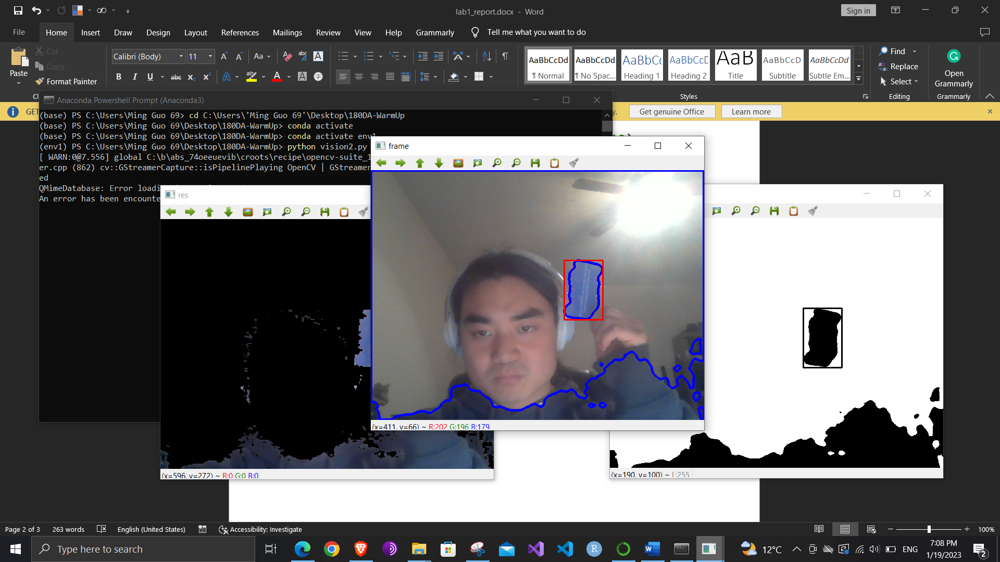 lab1_report.docx - Word
Sign in
File
Home
Insert
Draw
Design
Layout
References
Mailings
Review
View
Help
Grammarly
Tell me what you want to do
Paste
Cut
Copy
Format Painter
Calibri (Body)
11
Aa
B I U abc x₂ x²
AaBbCcDd
¶ Normal
AaBbCcDd
¶ No Spac...
AaBbCc
Heading 1
AaBbCcD
Heading 2
AaB
Title
AaBbCcD
Subtitle
AaBbCcDd
Subtle Em...
Find
Replace
Select
Open
Grammarly
Styles
Editing
Grammarly
GET
Get genuine Office
Learn more
Anaconda Powershell Prompt (Anaconda3)
(base) PS C:\Users\Ming Guo 69> cd C:\Users\'Ming Guo 69'\Desktop\180DA-WarmUp
(base) PS C:\Users\Ming Guo 69\Desktop\180DA-WarmUp> conda activate
(base) PS C:\Users\Ming Guo 69\Desktop\180DA-WarmUp> conda activate env1
(env1) PS C:\Users\Ming Guo 69\Desktop\180DA-WarmUp> python vision2.py
[ WARN:0@7.556] global C:\b\abs_74oeeuevib\croots\recipe\opencv-suite_1
er.cpp (862) cv::GStreamerCapture::isPipelinePlaying OpenCV | GStreamer
ed
QMimeDatabase: Error loadi
An error has been encounte
frame
res
(x=411, y=66) ~ R:202 G:196 B:179
(x=596, y=272) ~ R:0 G:0 B:0
(x=190, y=100) ~ L:255
Page 2 of 3
263 words
English (United States)
Accessibility: Investigate
100%
Type here to search
12°C
ENG
7:08 PM
1/19/2023
2